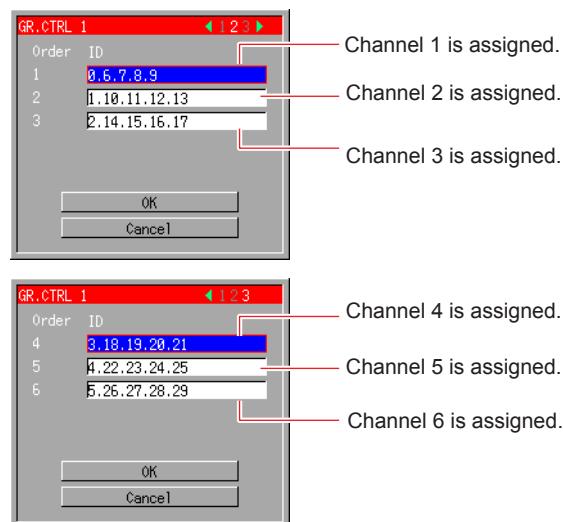 GR.CTRL 1 ◀ 1 2 3 ▶
Order ID
1 0.6.7.8.9
2 1.10.11.12.13
3 2.14.15.16.17
OK
Cancel
Channel 1 is assigned.
Channel 2 is assigned.
Channel 3 is assigned.
GR.CTRL 1 ◀ 1 2 3
Order ID
4 3.18.19.20.21
5 4.22.23.24.25
6 5.26.27.28.29
OK
Cancel
Channel 4 is assigned.
Channel 5 is assigned.
Channel 6 is assigned.